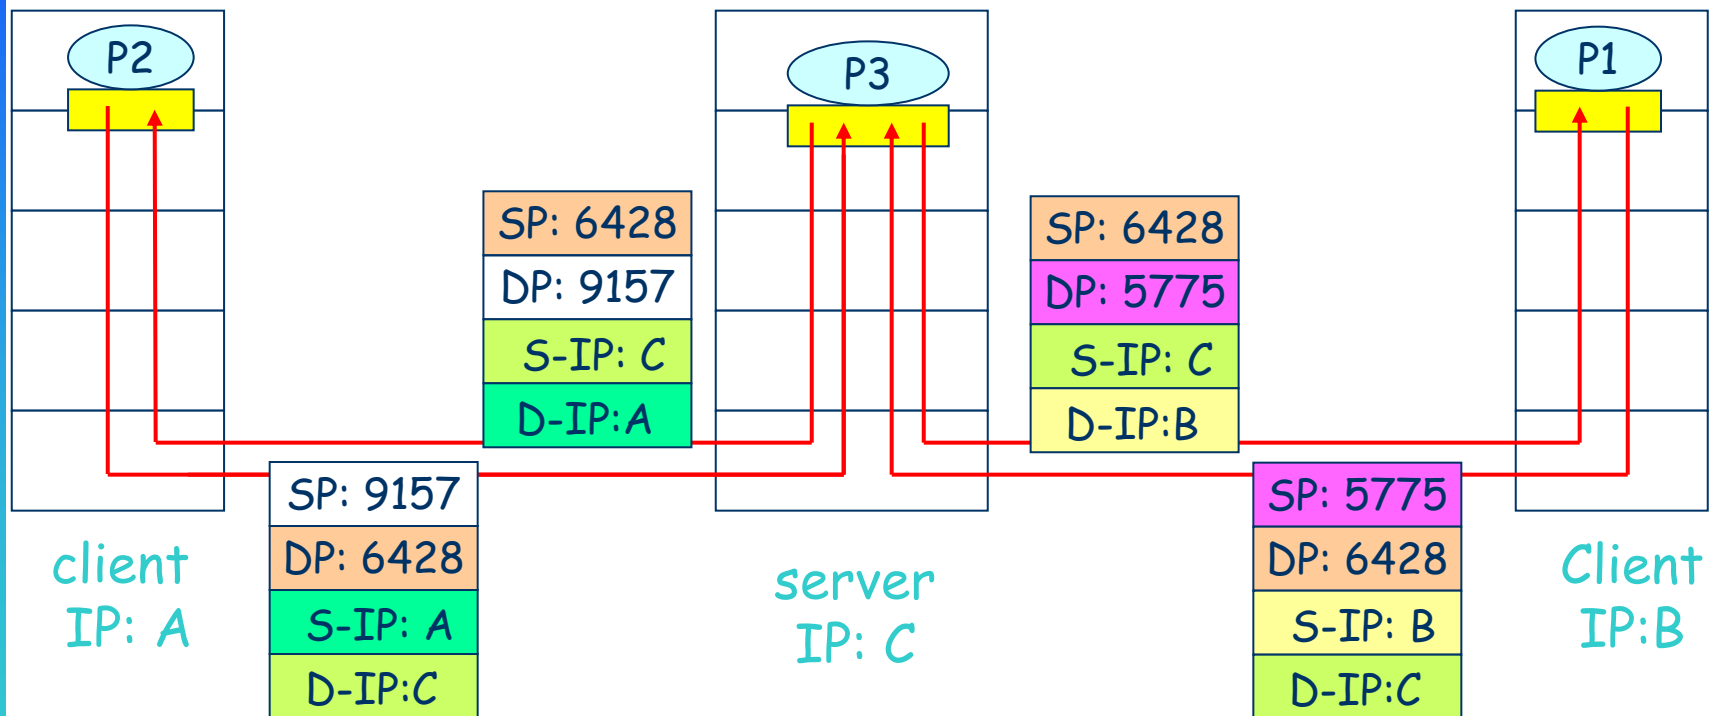 P2
P3
P1
SP: 6428
DP: 9157
S-IP: C
D-IP:A
SP: 6428
DP: 5775
S-IP: C
D-IP:B
SP: 9157
DP: 6428
S-IP: A
D-IP:C
SP: 5775
DP: 6428
S-IP: B
D-IP:C
client
IP: A
server
IP: C
Client
IP:B